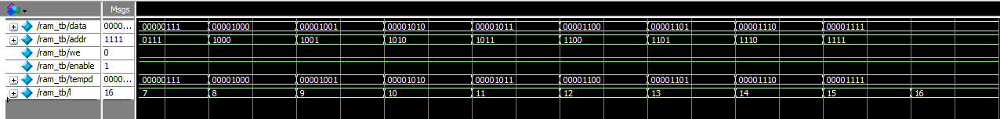 Msgs
/ram_tb/data 0000... 00000111 00001000 00001001 00001010 00001011 00001100 00001101 00001110 00001111
/ram_tb/addr 1111 0111 1000 1001 1010 1011 1100 1101 1110 1111
/ram_tb/we 0
/ram_tb/enable 1
/ram_tb/tempd 0000... 00000111 00001000 00001001 00001010 00001011 00001100 00001101 00001110 00001111
/ram_tb/I 16 7 8 9 10 11 12 13 14 15 16